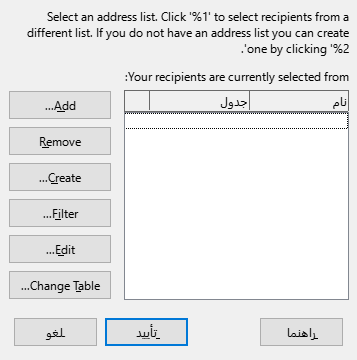 Select an address list. Click '%1' to select recipients from a
different list. If you do not have an address list you can create
.'one by clicking '%2
:Your recipients are currently selected from
نام جدول
...Add
Remove
...Create
...Filter
...Edit
...Change Table
راهنما تأیید لغو